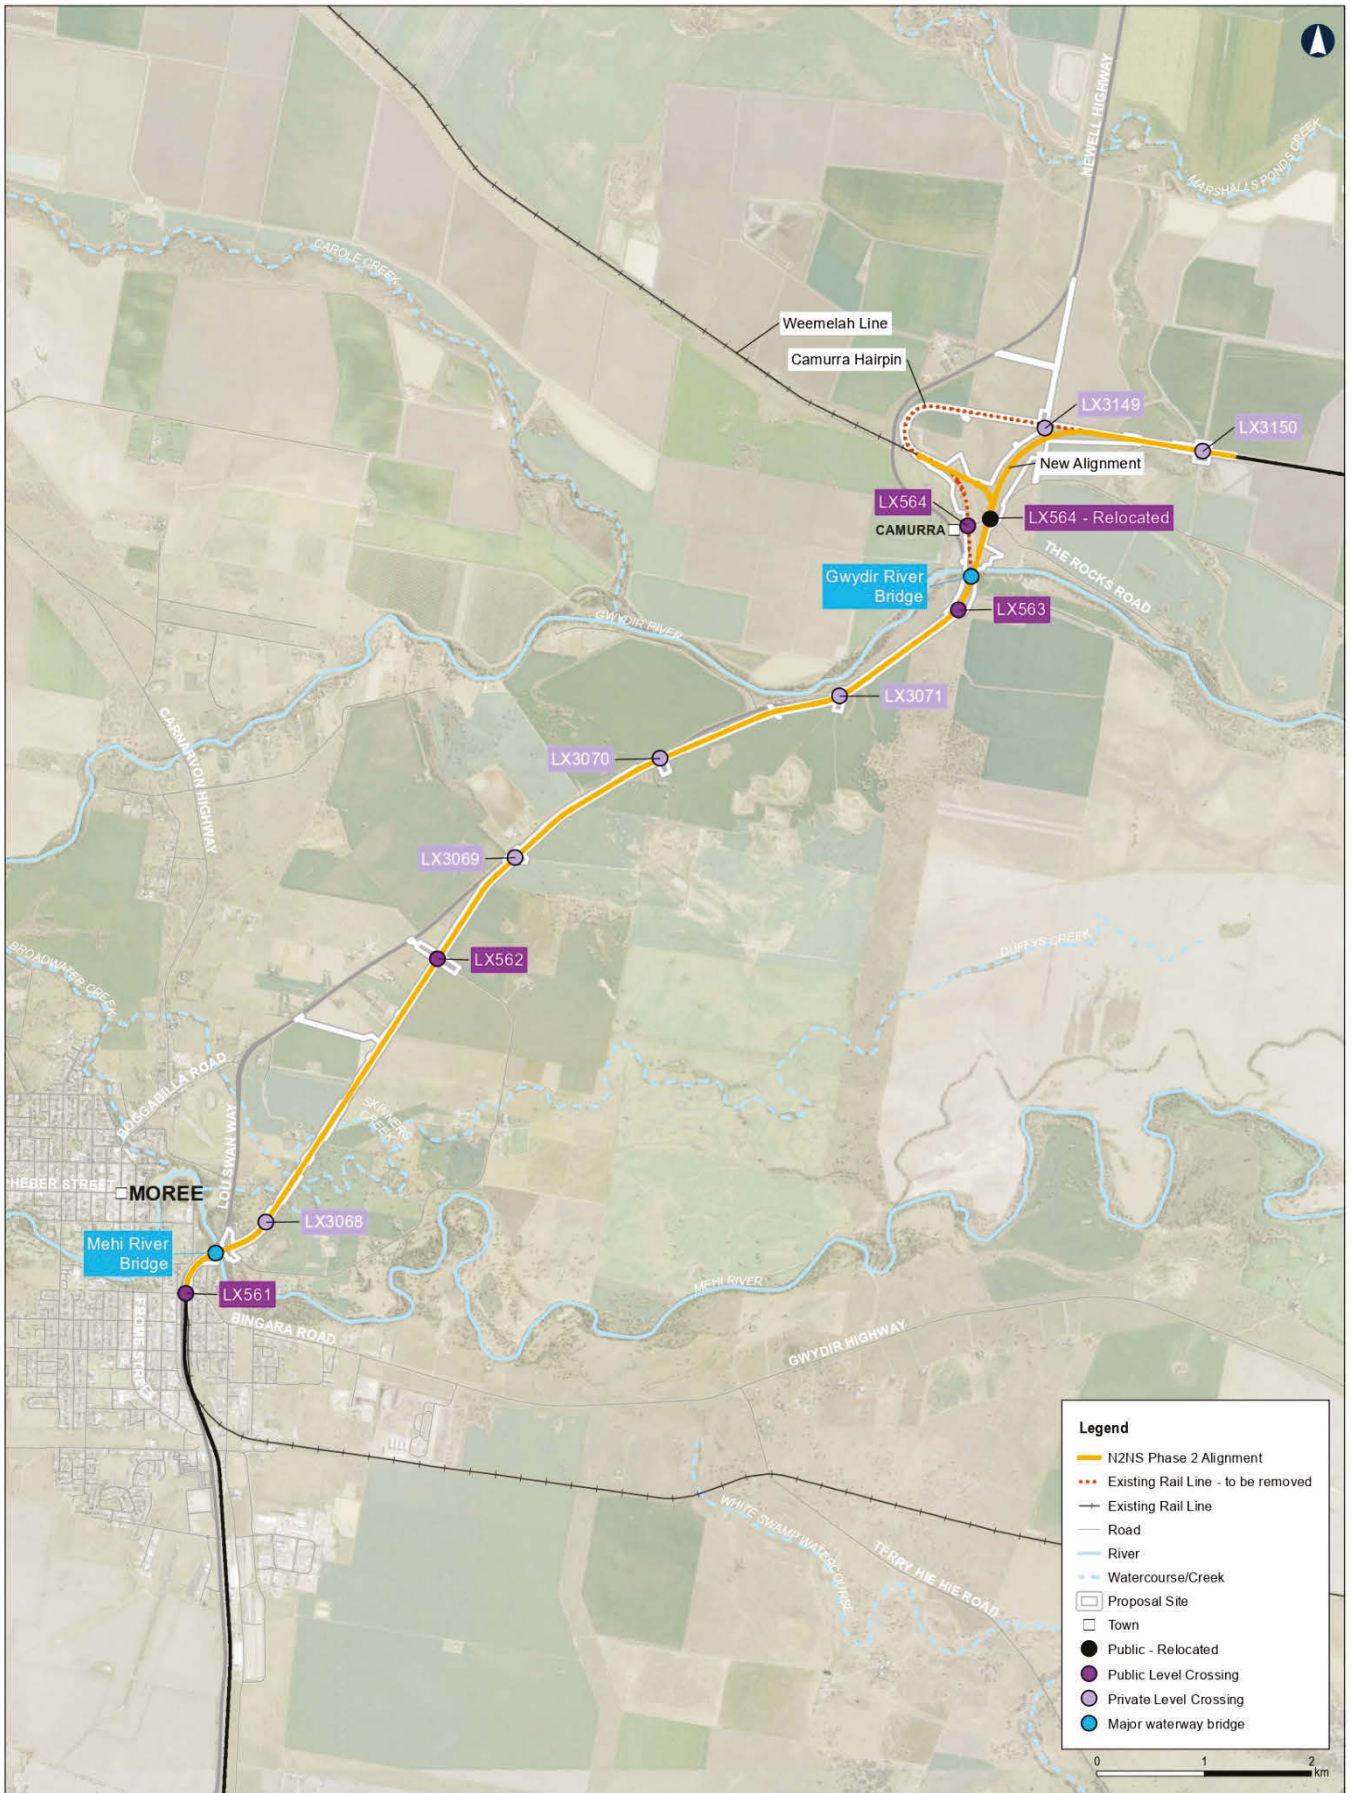 NEWELL HIGHWAY
MARSHALLS PONDS CREEK
CAROLE CREEK
Weemelah Line
Camurra Hairpin
LX3149
LX3150
New Alignment
LX564
LX564 - Relocated
CAMURRA
THE ROCKS ROAD
Gwydir River
Bridge
LX563
GWYDIR RIVER
LX3071
CARNARVON HIGHWAY
LX3070
LX3069
LX562
DUFFYS CREEK
BROADWATER CREEK
BOGGABILLA ROAD
SKINNERS
CREEK
LOU SWAN WAY
HEBER STREET
MOREE
LX3068
Mehi River
Bridge
MEHI RIVER
LX561
BINGARA ROAD
FROME STREET
GWYDIR HIGHWAY
WHITE SWAMP WATERCOURSE
TERRY HIE HIE ROAD
Legend
N2NS Phase 2 Alignment
Existing Rail Line - to be removed
Existing Rail Line
Road
River
Watercourse/Creek
Proposal Site
Town
Public - Relocated
Public Level Crossing
Private Level Crossing
Major waterway bridge
0 1 2
km